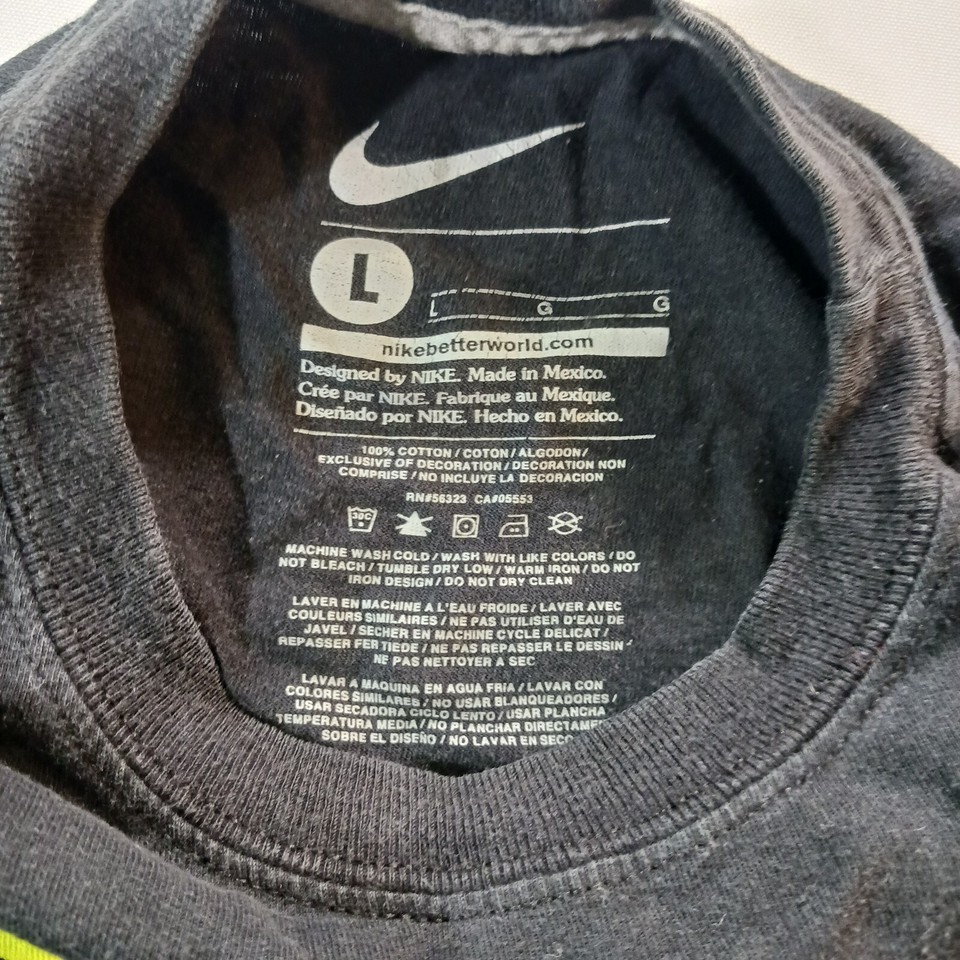 L
L G G
nikebetterworld.com
Designed by NIKE. Made in Mexico.
Crée par NIKE. Fabrique au Mexique.
Diseñado por NIKE. Hecho en Mexico.
100% COTTON / COTON / ALGODON /
EXCLUSIVE OF DECORATION / DECORATION NON
COMPRISE / NO INCLUYE LA DECORACION
RN#56323 CA#05553
30C
MACHINE WASH COLD / WASH WITH LIKE COLORS / DO
NOT BLEACH / TUMBLE DRY LOW / WARM IRON / DO NOT
IRON DESIGN / DO NOT DRY CLEAN
LAVER EN MACHINE A L'EAU FROIDE / LAVER AVEC
COULEURS SIMILAIRES / NE PAS UTILISER D'EAU DE
JAVEL / SECHER EN MACHINE CYCLE DELICAT /
REPASSER FER TIEDE / NE PAS REPASSER LE DESSIN -
NE PAS NETTOYER A SEC
LAVAR A MAQUINA EN AGUA FRIA / LAVAR CON
COLORES SIMILARES / NO USAR BLANQUEADORES /
USAR SECADORA CICLO LENTO / USAR PLANCHA
TEMPERATURA MEDIA / NO PLANCHAR DIRECTAME
SOBRE EL DISEÑO / NO LAVAR EN SECO